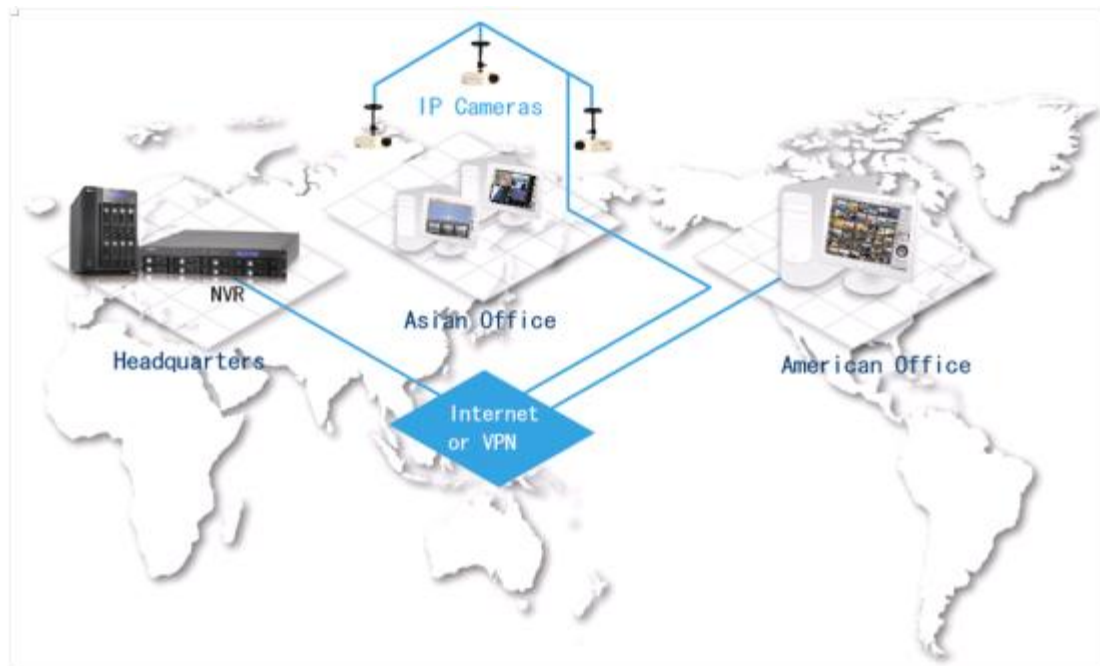 IP Cameras
NVR
Asian Office
Headquarters
American Office
Internet
or VPN